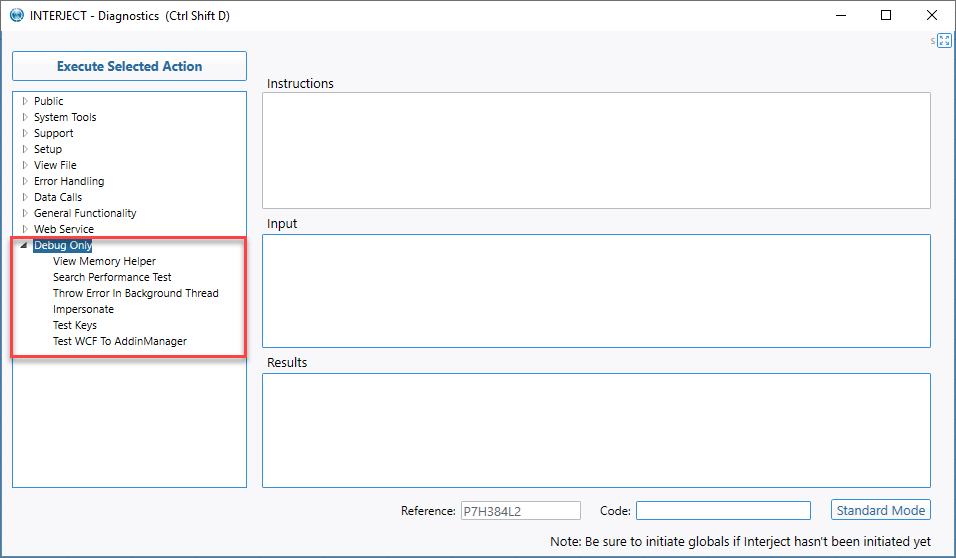 INTERJECT - Diagnostics  (Ctrl Shift D)
s
Execute Selected Action
Public
System Tools
Support
Setup
View File
Error Handling
Data Calls
General Functionality
Web Service
Debug Only
View Memory Helper
Search Performance Test
Throw Error In Background Thread
Impersonate
Test Keys
Test WCF To AddinManager
Instructions
Input
Results
Reference: P7H384L2 Code: Standard Mode
Note: Be sure to initiate globals if Interject hasn't been initiated yet